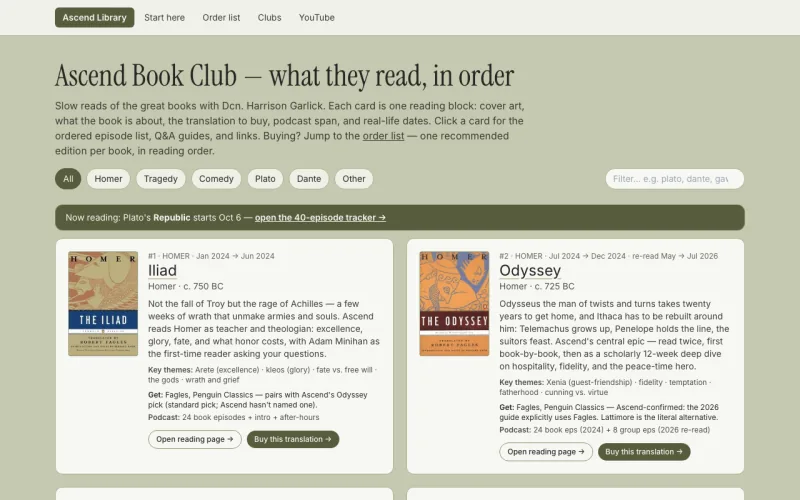 Ascend Library Start here Order list Clubs YouTube
Ascend Book Club — what they read, in order
Slow reads of the great books with Dcn. Harrison Garlick. Each card is one reading block: cover art,
what the book is about, the translation to buy, podcast span, and real-life dates. Click a card for the
ordered episode list, Q&A guides, and links. Buying? Jump to the order list — one recommended
edition per book, in reading order.
All Homer Tragedy Comedy Plato Dante Other
Filter... e.g. plato, dante, gav
Now reading: Plato's Republic starts Oct 6 — open the 40-episode tracker →
HOMER
THE ILIAD
TRANSLATED BY
ROBERT FAGLES
#1 · HOMER · Jan 2024 → Jun 2024
Iliad
Homer · c. 750 BC
Not the fall of Troy but the rage of Achilles — a few
weeks of wrath that unmake armies and souls. Ascend
reads Homer as teacher and theologian: excellence,
glory, fate, and what honor costs, with Adam Minihan as
the first-time reader asking your questions.
Key themes: Arete (excellence) · kleos (glory) · fate vs. free will ·
the gods · wrath and grief
Get: Fagles, Penguin Classics — pairs with Ascend's Odyssey
pick (standard pick; Ascend hasn't named one).
Podcast: 24 book episodes + intro + after-hours
Open reading page → Buy this translation →
HOMER
THE ODYSSEY
TRANSLATED BY
ROBERT FAGLES
#2 · HOMER · Jul 2024 → Dec 2024 · re-read May → Jul 2026
Odyssey
Homer · c. 725 BC
Odysseus the man of twists and turns takes twenty
years to get home, and Ithaca has to be rebuilt around
him: Telemachus grows up, Penelope holds the line, the
suitors feast. Ascend's central epic — read twice, first
book-by-book, then as a scholarly 12-week deep dive
on hospitality, fidelity, and the peace-time hero.
Key themes: Xenia (guest-friendship) · fidelity · temptation ·
fatherhood · cunning vs. virtue
Get: Fagles, Penguin Classics — Ascend-confirmed: the 2026
guide explicitly uses Fagles. Lattimore is the literal alternative.
Podcast: 24 book eps (2024) + 8 group eps (2026 re-read)
Open reading page → Buy this translation →